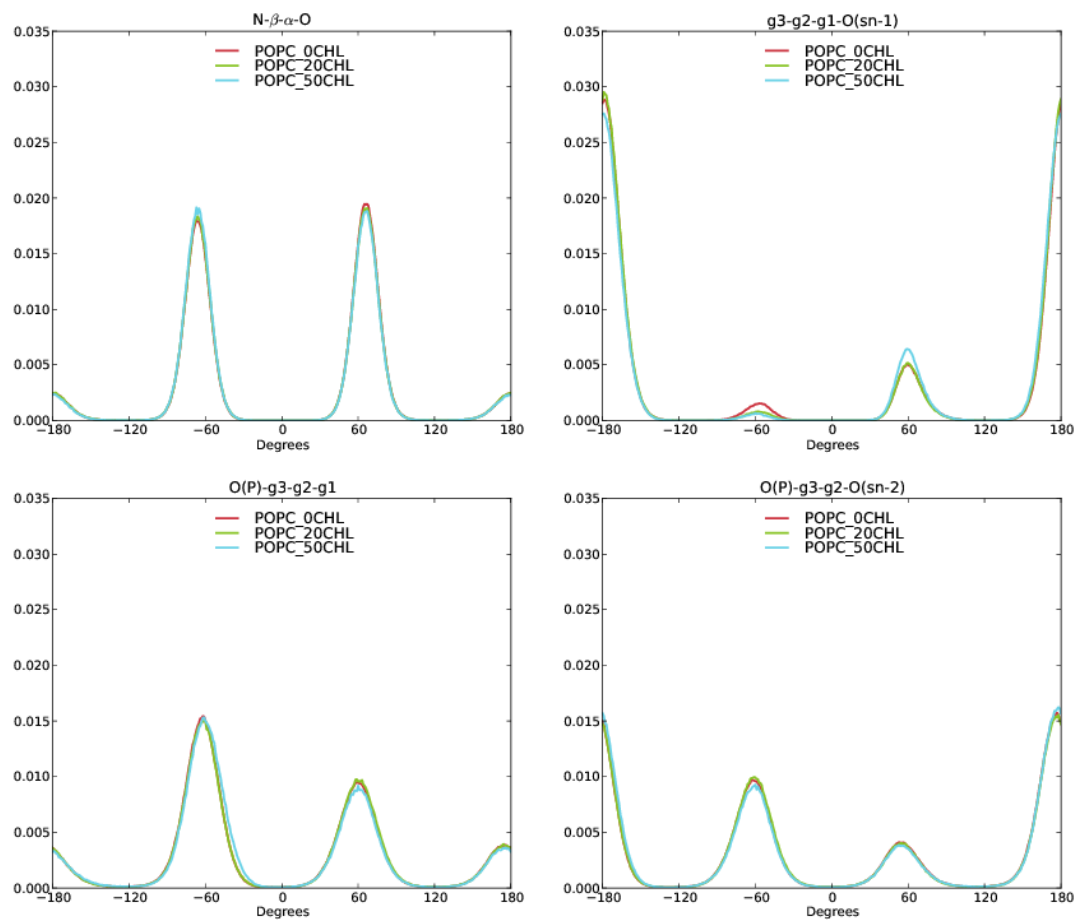 N-β-α-O
0.035
0.030
0.025
0.020
0.015
0.010
0.005
0.000
POPC_0CHL
POPC_20CHL
POPC_50CHL
−180 −120 −60 0 60 120 180
Degrees
g3-g2-g1-O(sn-1)
0.035
0.030
0.025
0.020
0.015
0.010
0.005
0.000
POPC_0CHL
POPC_20CHL
POPC_50CHL
−180 −120 −60 0 60 120 180
Degrees
O(P)-g3-g2-g1
0.035
0.030
0.025
0.020
0.015
0.010
0.005
0.000
POPC_0CHL
POPC_20CHL
POPC_50CHL
−180 −120 −60 0 60 120 180
Degrees
O(P)-g3-g2-O(sn-2)
0.035
0.030
0.025
0.020
0.015
0.010
0.005
0.000
POPC_0CHL
POPC_20CHL
POPC_50CHL
−180 −120 −60 0 60 120 180
Degrees